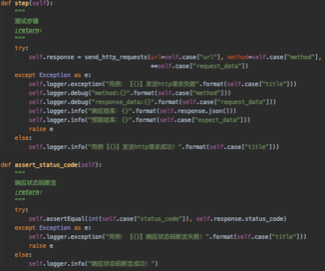 def step(self):
"""
测试步骤
:return:
"""
try:
self.response = send_http_requests(url=self.case["url"], method=self.case["method"],
**self.case["request_data"])
except Exception as e:
self.logger.exception("用例：【{}】发送http请求失败".format(self.case["title"]))
self.logger.debug("method:{}".format(self.case["method"]))
self.logger.debug("response_data:{}".format(self.case["request_data"]))
self.logger.info("响应结果：{}".format(self.response.json()))
self.logger.info("预期结果：{}".format(self.case["expect_data"]))
raise e
else:
self.logger.info("用例【{}】发送http请求成功！".format(self.case["title"]))
def assert_status_code(self):
"""
响应状态码断言
:return:
"""
try:
self.assertEqual(int(self.case["status_code"]), self.response.status_code)
except Exception as e:
self.logger.exception("用例：【{}】响应状态码断言失败！".format(self.case["title"]))
raise e
else:
self.logger.info("响应状态码断言成功！")